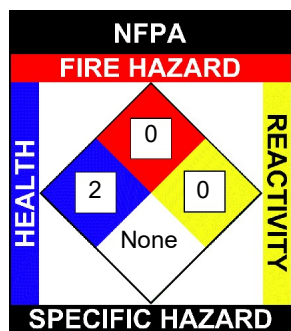 NFPA
FIRE HAZARD
HEALTH
0
2
0
None
REACTIVITY
SPECIFIC HAZARD